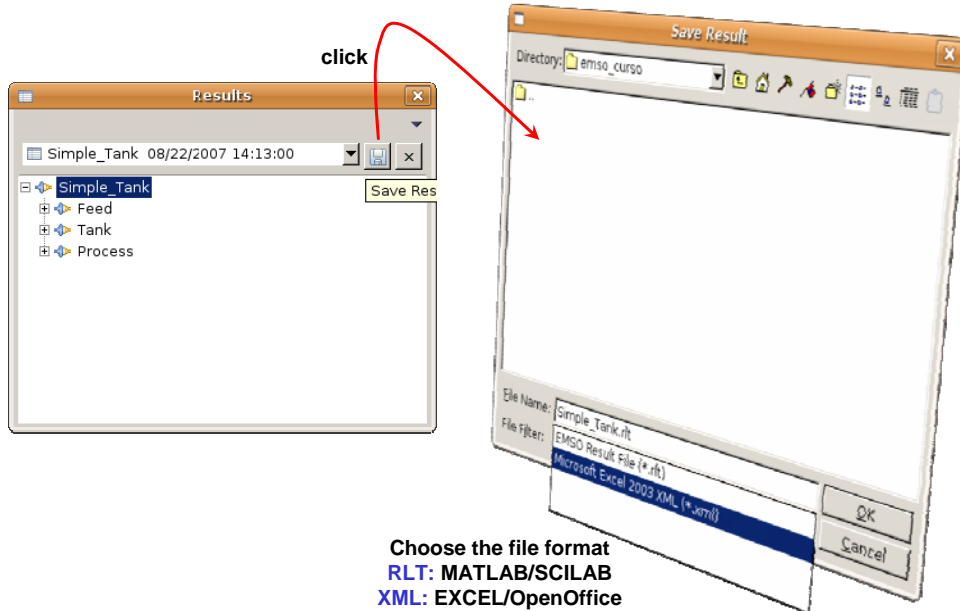 click
Results
Simple_Tank 08/22/2007 14:13:00
Save Res
Simple_Tank
Feed
Tank
Process
Save Result
Directory: emso_curso
..
File Name: Simple_Tank.rlt
File Filter:
EMSO Result File (*.rlt)
Microsoft Excel 2003 XML (*.xml)
OK
Cancel
Choose the file format
RLT: MATLAB/SCILAB
XML: EXCEL/OpenOffice